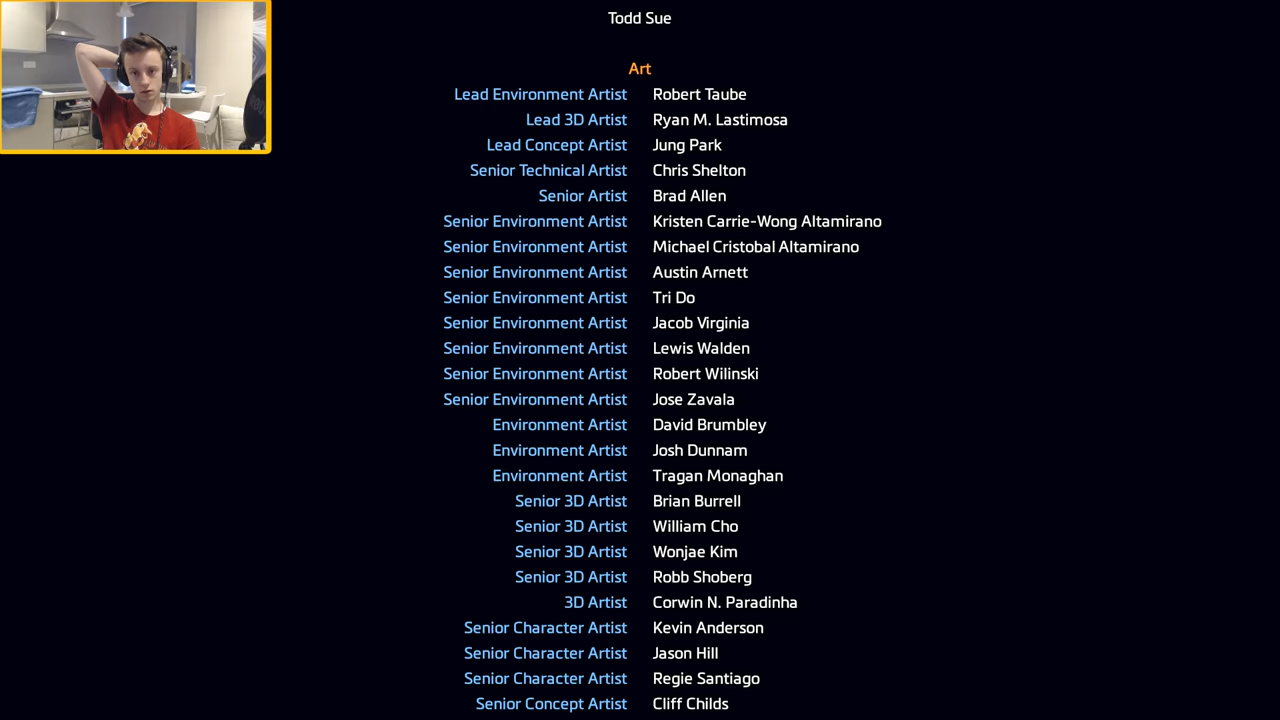 Todd Sue
Art
Lead Environment Artist Robert Taube
Lead 3D Artist Ryan M. Lastimosa
Lead Concept Artist Jung Park
Senior Technical Artist Chris Shelton
Senior Artist Brad Allen
Senior Environment Artist Kristen Carrie-Wong Altamirano
Senior Environment Artist Michael Cristobal Altamirano
Senior Environment Artist Austin Arnett
Senior Environment Artist Tri Do
Senior Environment Artist Jacob Virginia
Senior Environment Artist Lewis Walden
Senior Environment Artist Robert Wilinski
Senior Environment Artist Jose Zavala
Environment Artist David Brumbley
Environment Artist Josh Dunnam
Environment Artist Tragan Monaghan
Senior 3D Artist Brian Burrell
Senior 3D Artist William Cho
Senior 3D Artist Wonjae Kim
Senior 3D Artist Robb Shoberg
3D Artist Corwin N. Paradinha
Senior Character Artist Kevin Anderson
Senior Character Artist Jason Hill
Senior Character Artist Regie Santiago
Senior Concept Artist Cliff Childs